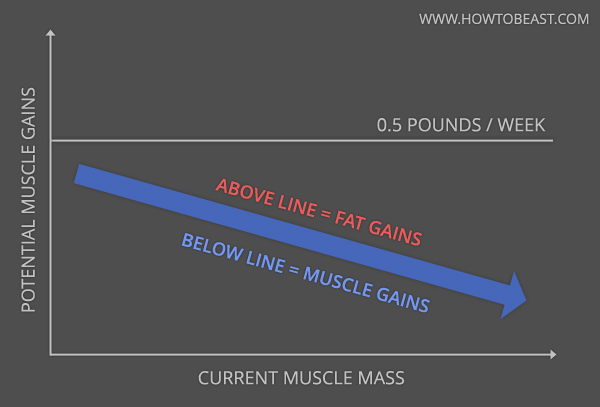 WWW.HOWTOBEAST.COM
POTENTIAL MUSCLE GAINS
0.5 POUNDS / WEEK
ABOVE LINE = FAT GAINS
BELOW LINE = MUSCLE GAINS
CURRENT MUSCLE MASS